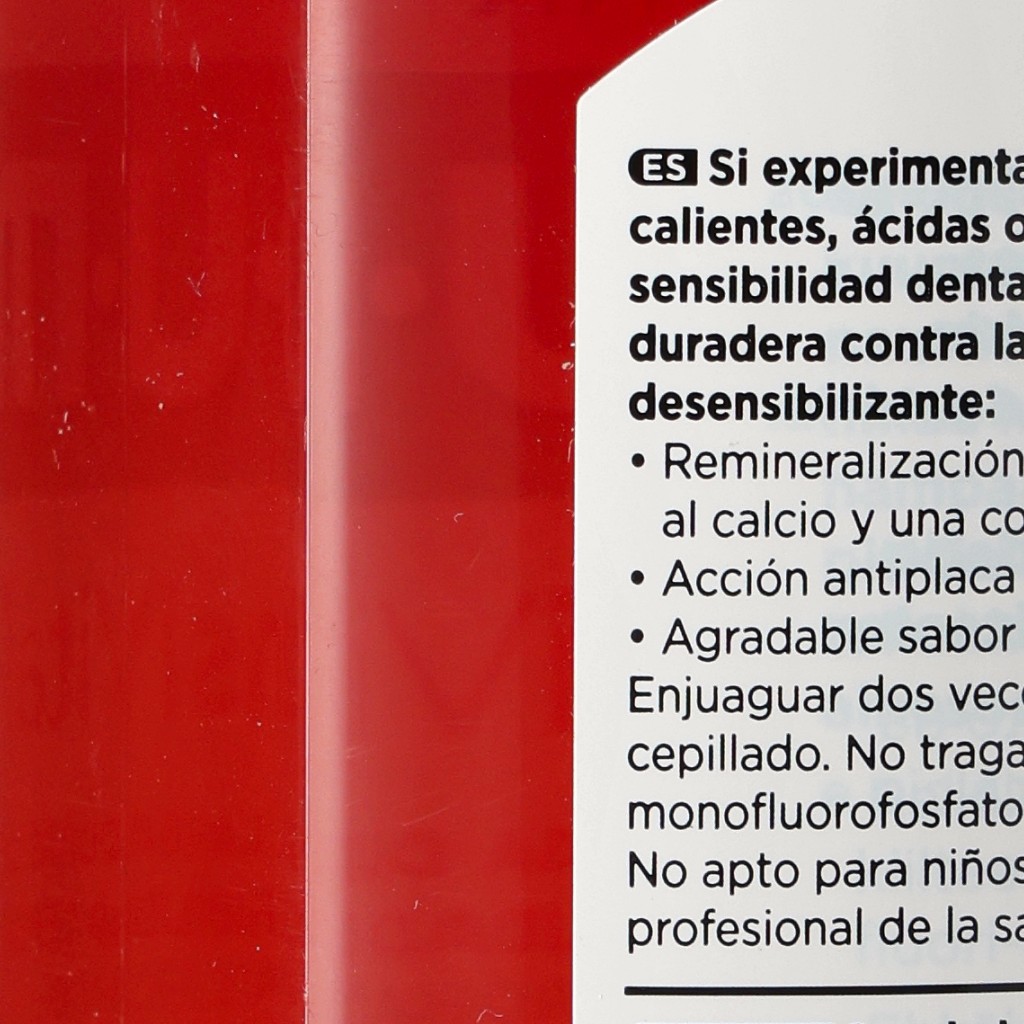 ES Si experimenta
calientes, ácidas o
sensibilidad denta
duradera contra la
desensibilizante:
• Remineralización
al calcio y una co
• Acción antiplaca
• Agradable sabor
Enjuaguar dos vec
cepillado. No traga
monofluorofosfato
No apto para niños
profesional de la sa